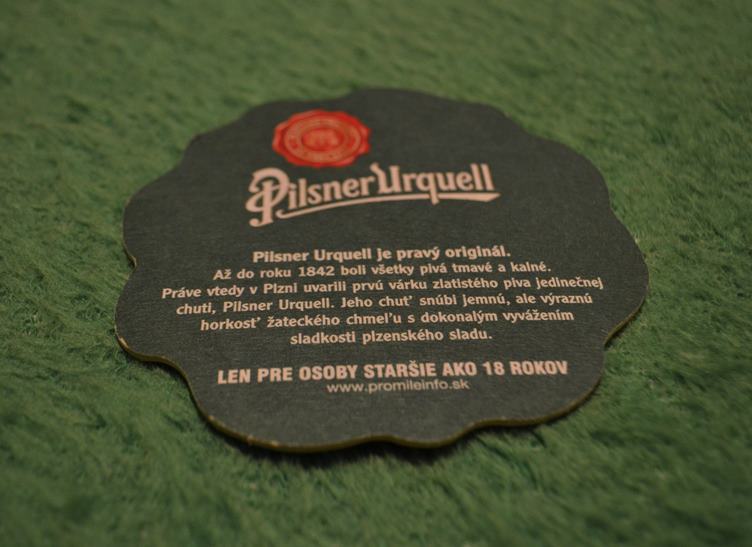 Pilsner Urquell
Pilsner Urquell je pravý originál.
Až do roku 1842 boli všetky pivá tmavé a kalné.
Práve vtedy v Plzni uvarili prvú várku zlatistého piva jedinečnej
chuti, Pilsner Urquell. Jeho chuť snúbi jemnú, ale výraznú
horkosť žateckého chmeľu s dokonalým vyvážením
sladkosti plzenského sladu.
LEN PRE OSOBY STARŠIE AKO 18 ROKOV
www.promileinfo.sk